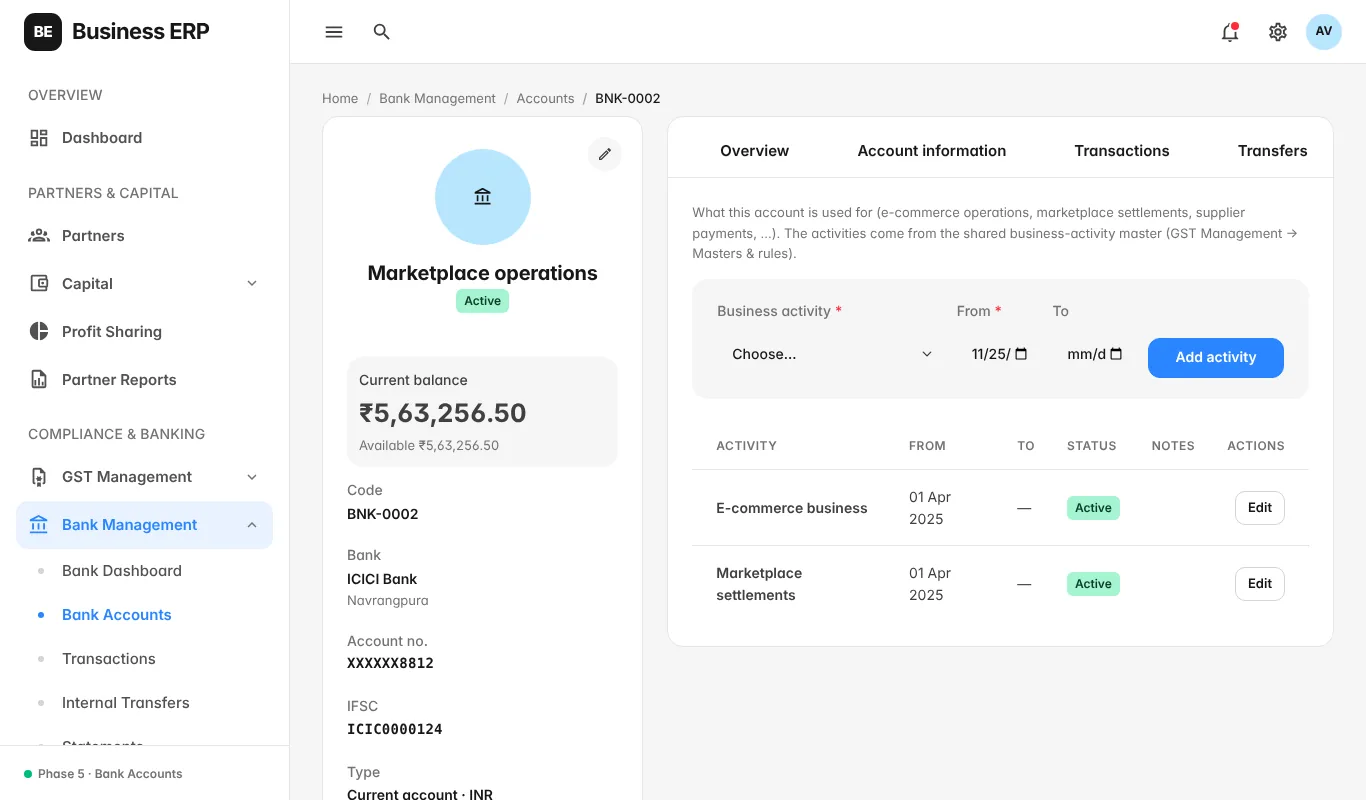 BE Business ERP
AV
OVERVIEW
Dashboard
PARTNERS & CAPITAL
Partners
Capital
Profit Sharing
Partner Reports
COMPLIANCE & BANKING
GST Management
Bank Management
Bank Dashboard
Bank Accounts
Transactions
Internal Transfers
Statements
Phase 5 · Bank Accounts
Home / Bank Management / Accounts / BNK-0002
Marketplace operations
Active
Current balance
₹5,63,256.50
Available ₹5,63,256.50
Code
BNK-0002
Bank
ICICI Bank
Navrangpura
Account no.
XXXXXX8812
IFSC
ICIC0000124
Type
Current account · INR
Overview Account information Transactions Transfers
What this account is used for (e-commerce operations, marketplace settlements, supplier
payments, …). The activities come from the shared business-activity master (GST Management →
Masters & rules).
Business activity * From * To
Choose... 11/25/ mm/d Add activity
ACTIVITY FROM TO STATUS NOTES ACTIONS
E-commerce business 01 Apr 2025 — Active Edit
Marketplace settlements 01 Apr 2025 — Active Edit